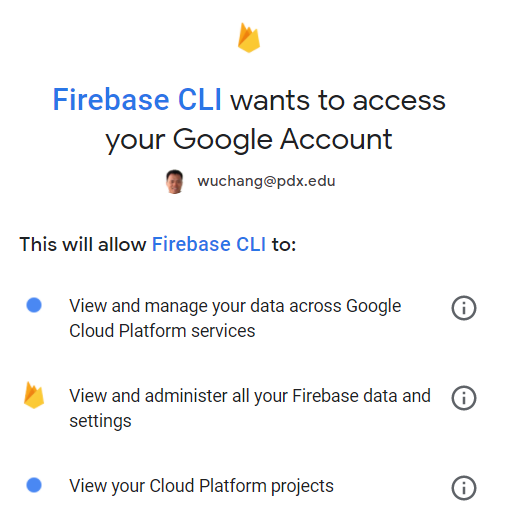 Firebase CLI wants to access
your Google Account
wuchang@pdx.edu
This will allow Firebase CLI to:
View and manage your data across Google
Cloud Platform services
View and administer all your Firebase data and
settings
View your Cloud Platform projects